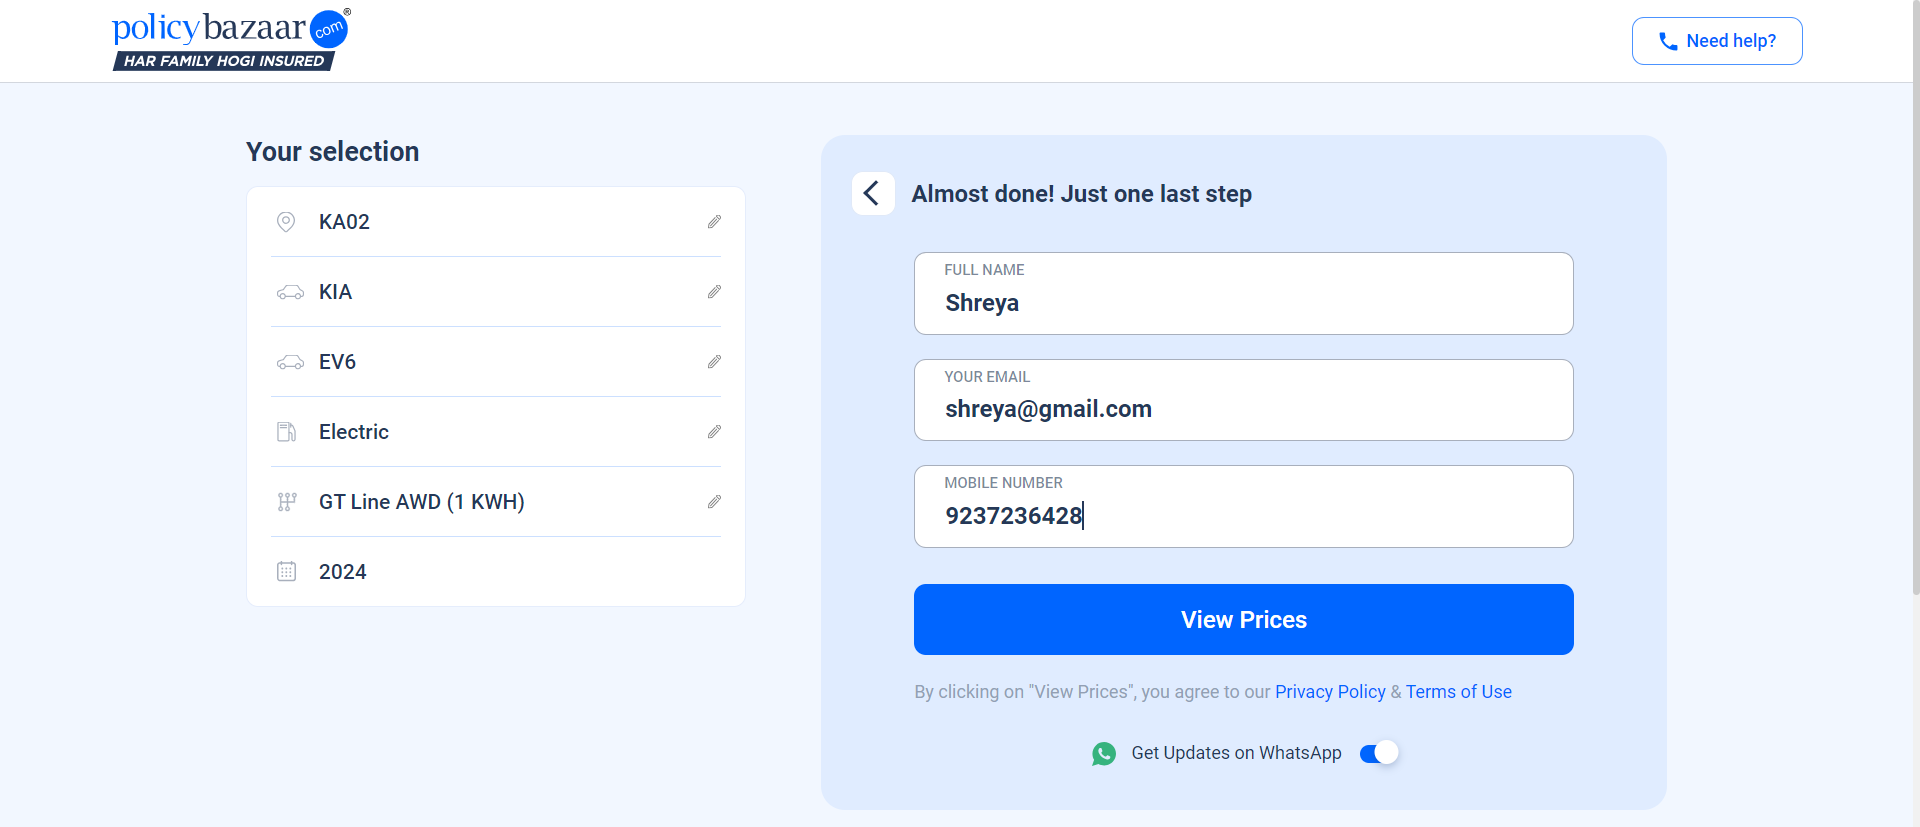 policybazaar.com®
HAR FAMILY HOGI INSURED
Need help?
Your selection
KA02
KIA
EV6
Electric
GT Line AWD (1 KWH)
2024
Almost done! Just one last step
FULL NAME
Shreya
YOUR EMAIL
shreya@gmail.com
MOBILE NUMBER
9237236428
View Prices
By clicking on "View Prices", you agree to our Privacy Policy & Terms of Use
Get Updates on WhatsApp